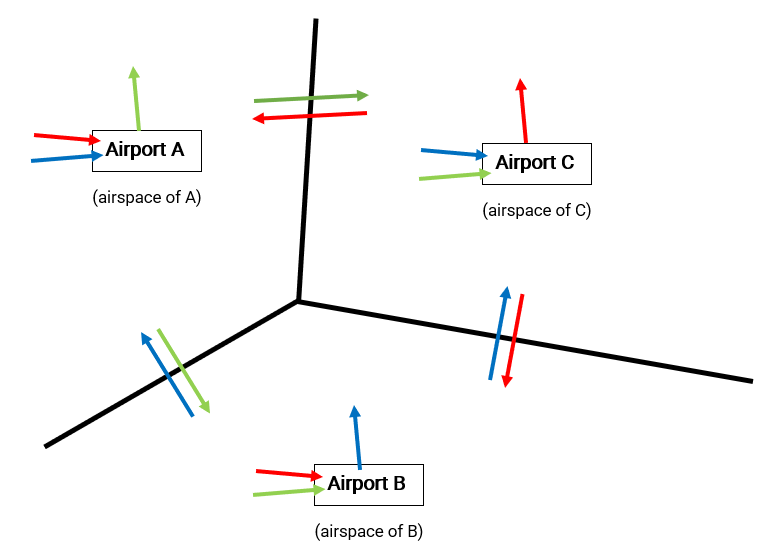 Airport A
(airspace of A)
Airport C
(airspace of C)
Airport B
(airspace of B)